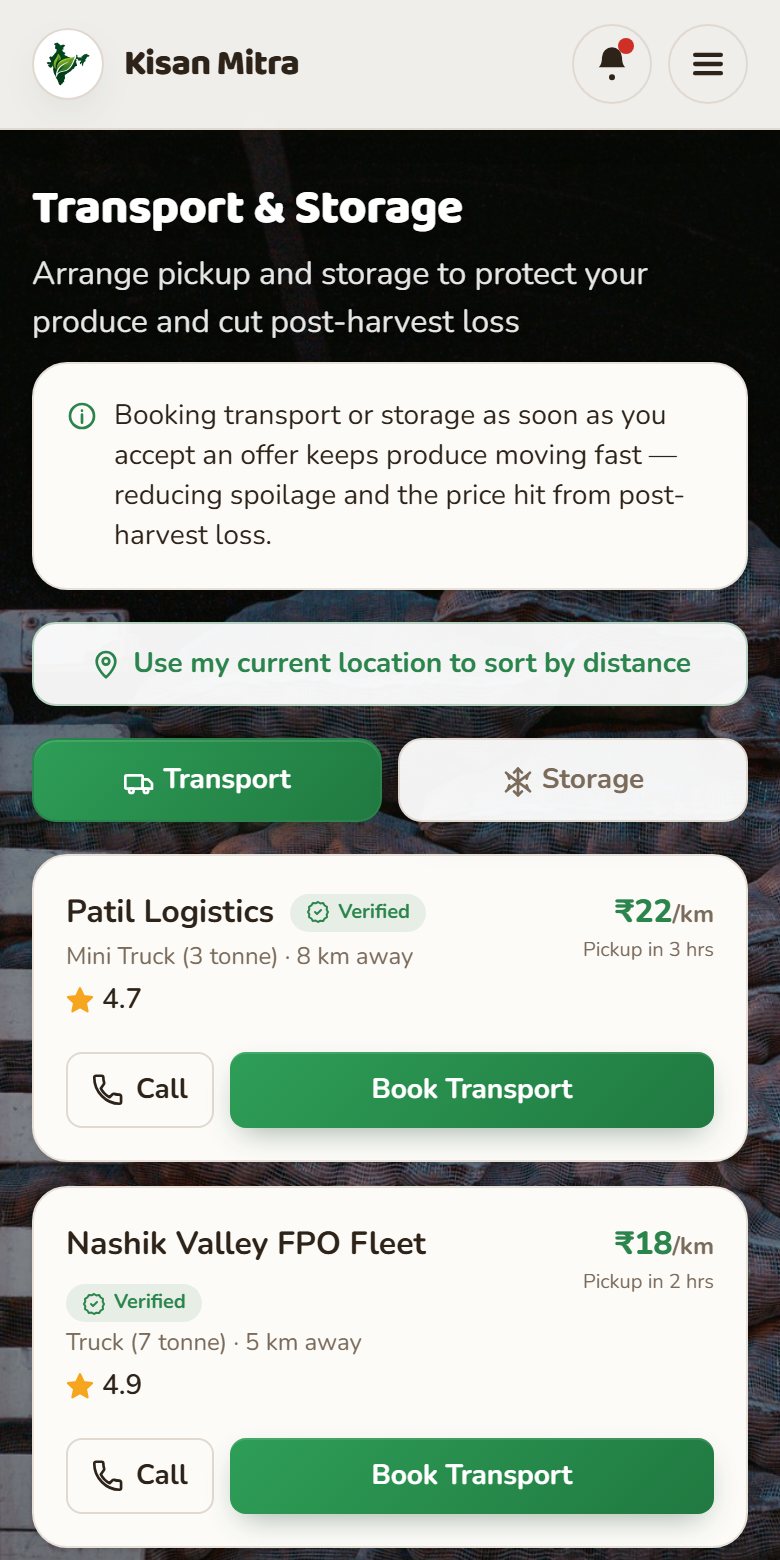 Kisan Mitra
Transport & Storage
Arrange pickup and storage to protect your
produce and cut post-harvest loss
Booking transport or storage as soon as you
accept an offer keeps produce moving fast —
reducing spoilage and the price hit from post-
harvest loss.
Use my current location to sort by distance
Transport
Storage
Patil Logistics
Verified
₹22/km
Mini Truck (3 tonne) · 8 km away
Pickup in 3 hrs
4.7
Call
Book Transport
Nashik Valley FPO Fleet
₹18/km
Pickup in 2 hrs
Verified
Truck (7 tonne) · 5 km away
4.9
Call
Book Transport